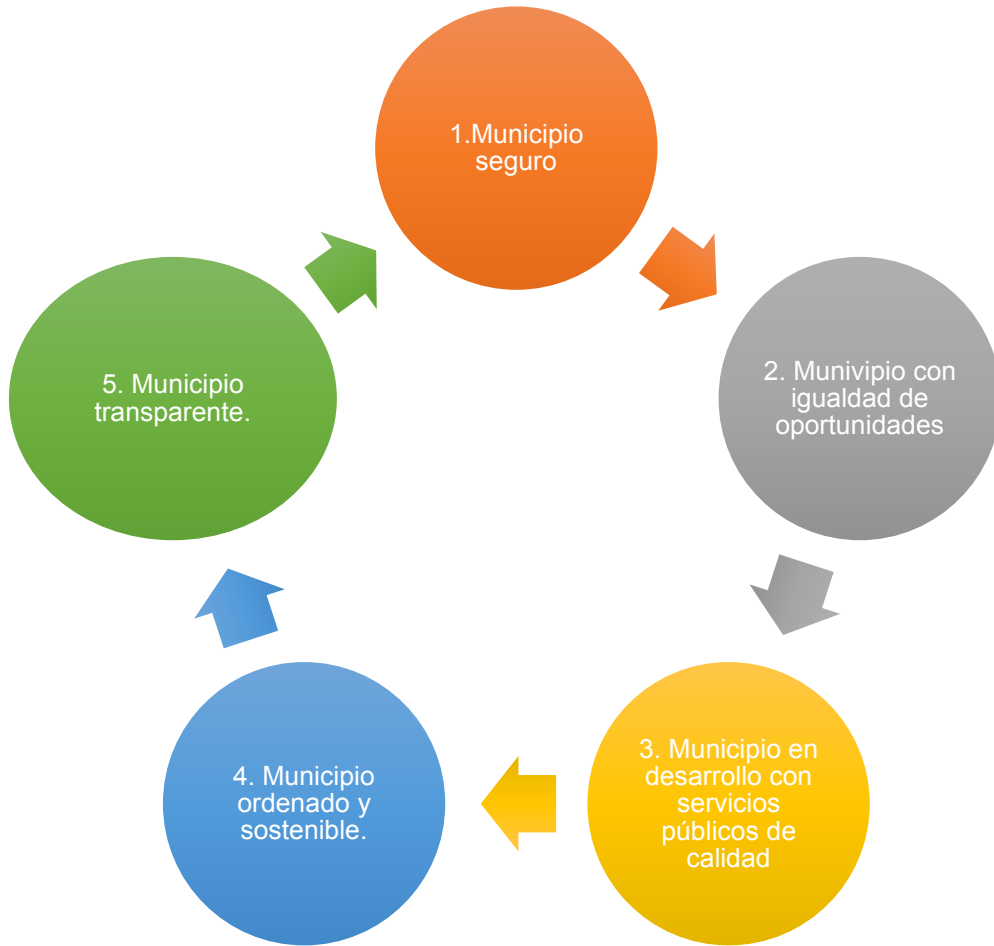 1.Municipio
seguro
2. Munivipio con
igualdad de
oportunidades
3. Municipio en
desarrollo con
servicios
públicos de
calidad
4. Municipio
ordenado y
sostenible.
5. Municipio
transparente.